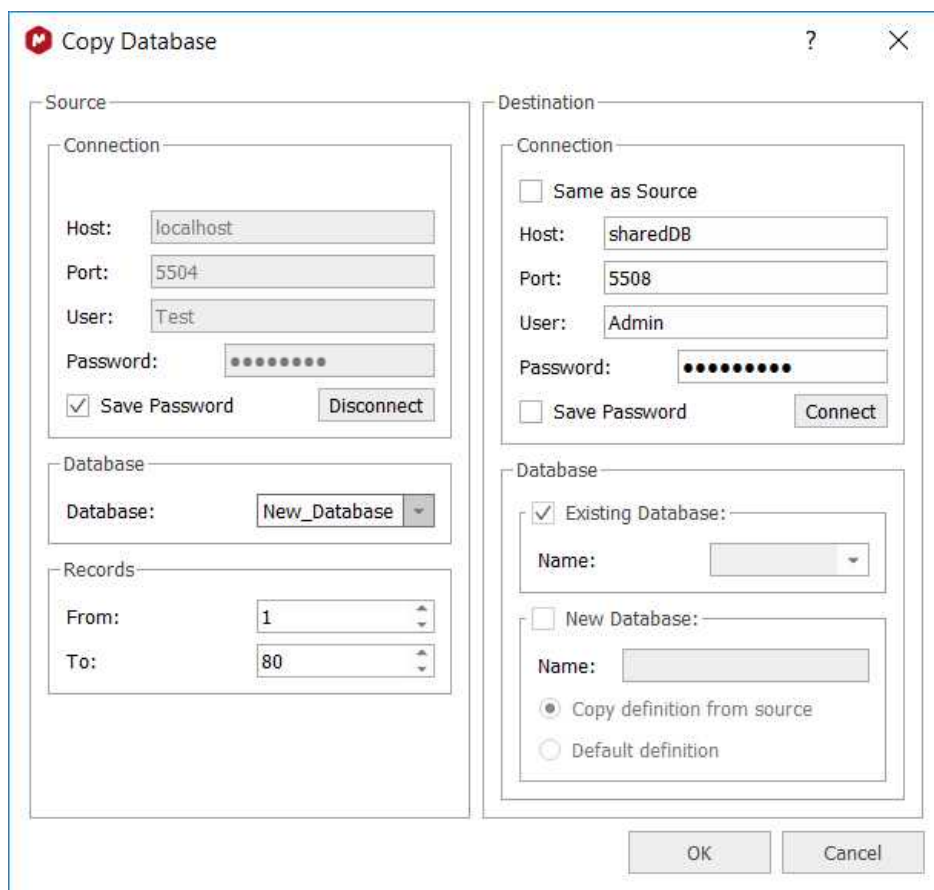 Copy Database
?
Source
Connection
Host: localhost
Port: 5504
User: Test
Password: ●●●●●●●●
Save Password Disconnect
Database
Database: New_Database
Records
From: 1
To: 80
Destination
Connection
Same as Source
Host: sharedDB
Port: 5508
User: Admin
Password: ●●●●●●●●●
Save Password Connect
Database
Existing Database:
Name:
New Database:
Name:
Copy definition from source
Default definition
OK Cancel